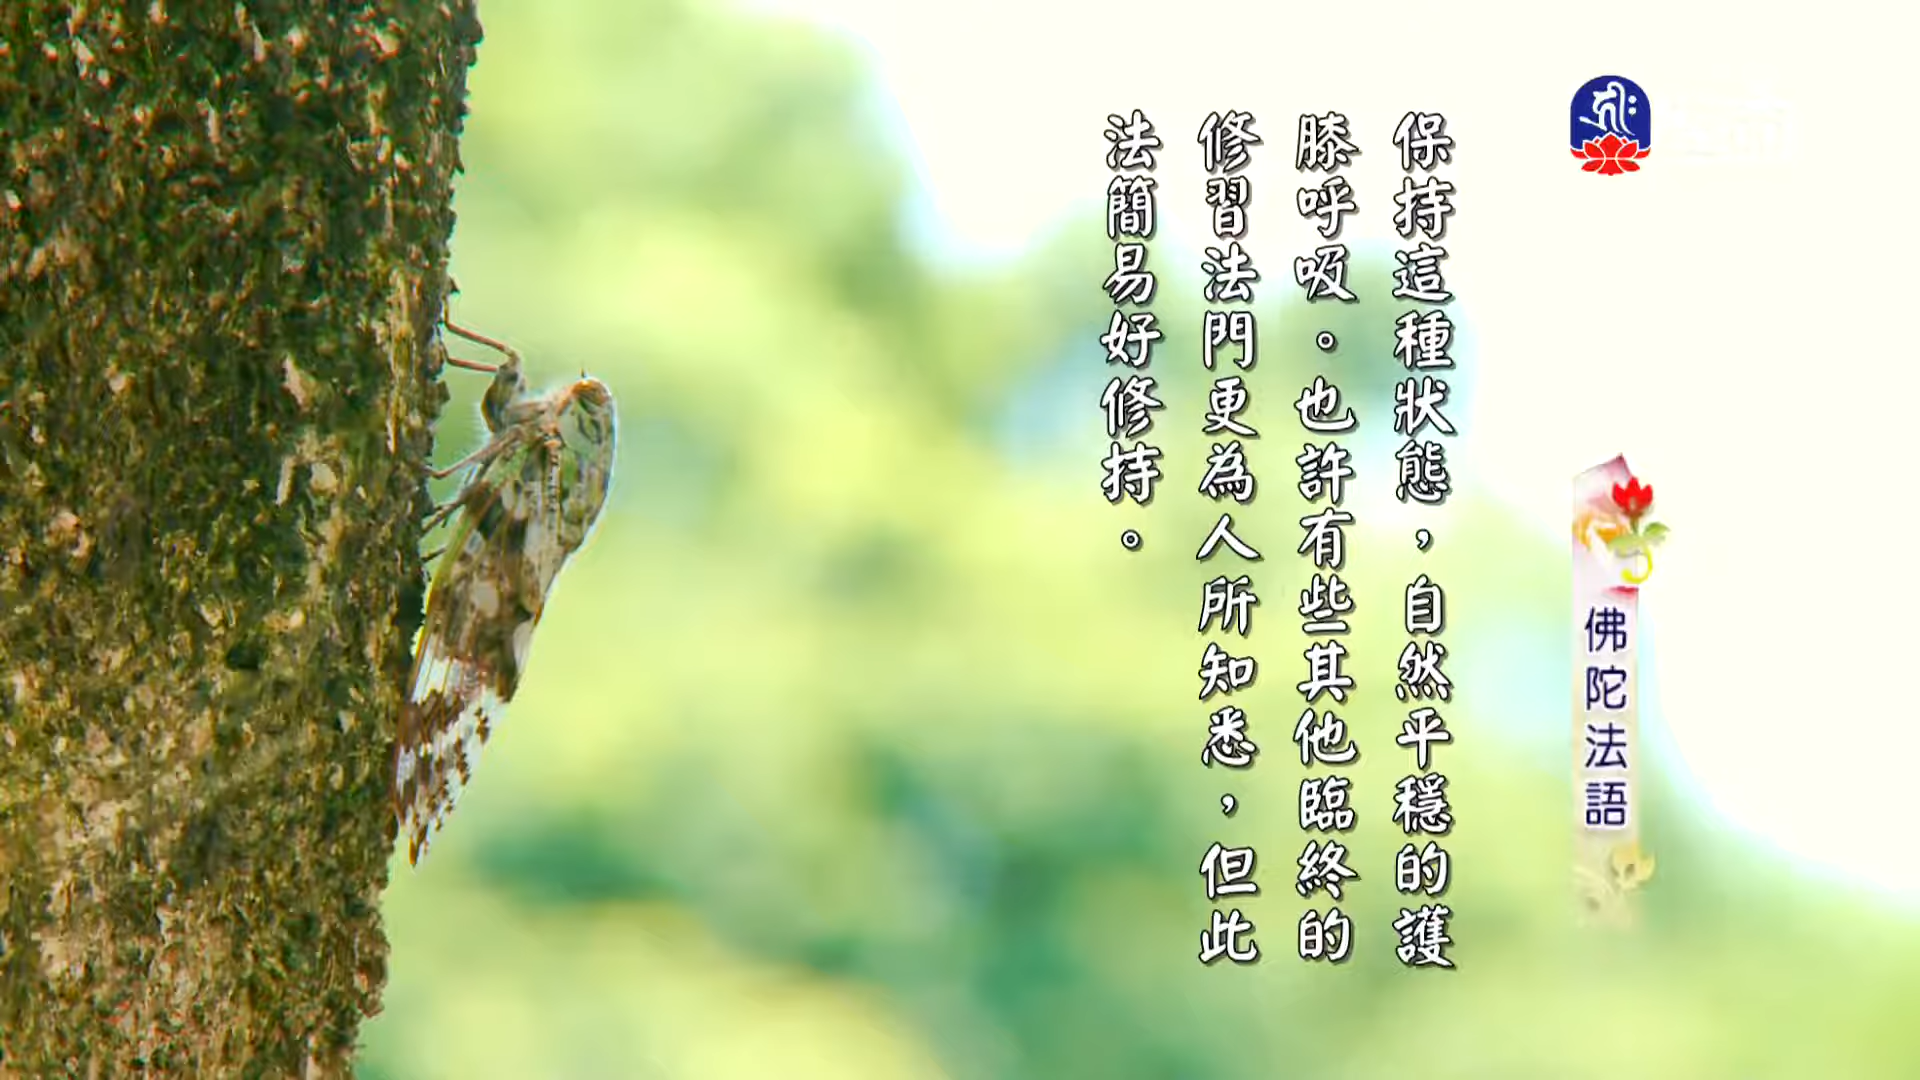 保持這種狀態，自然平穩的護
膝呼吸。也許有些其他臨終的
修習法門更為人所知悉，但此
法簡易好修持。
佛陀法語